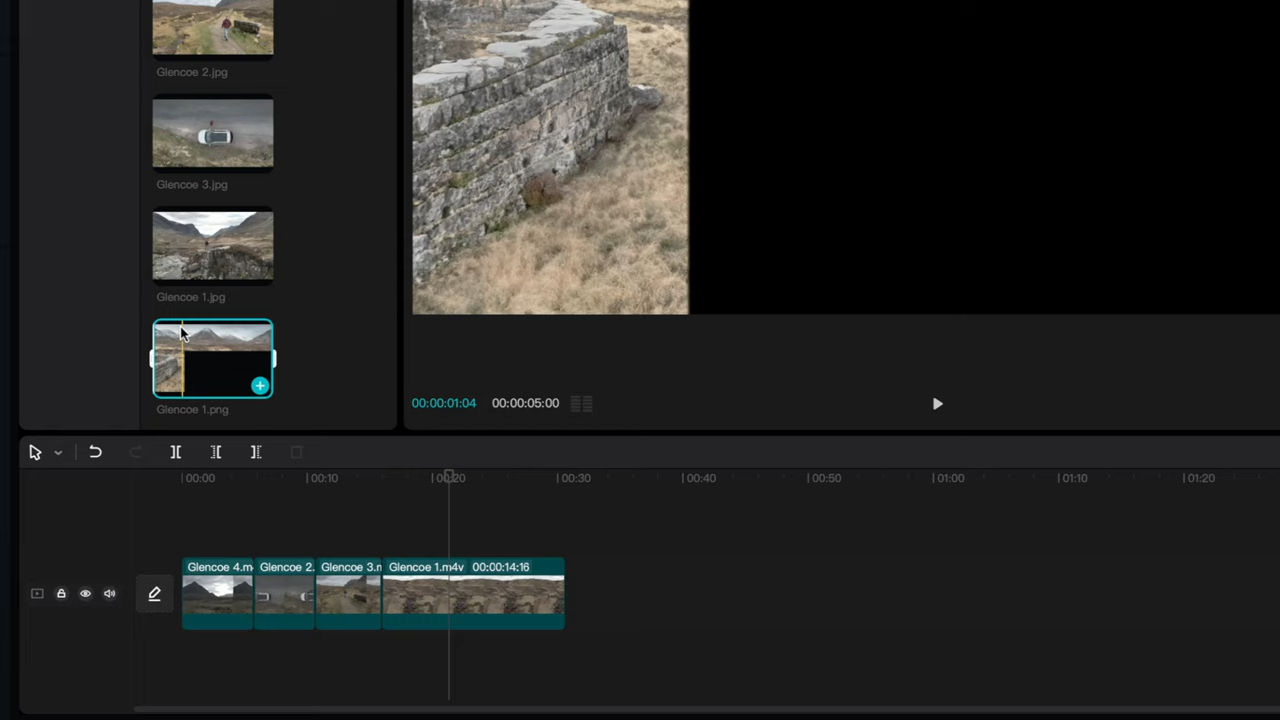 Glencoe 2.jpg
Glencoe 3.jpg
Glencoe 1.jpg
Glencoe 1.png
00:00:01:04 00:00:05:00
00:00 00:10 00:20 00:30 00:40 00:50 01:00 01:10 01:20
Glencoe 4.m Glencoe 2. Glencoe 3.m Glencoe 1.m4v 00:00:14:16